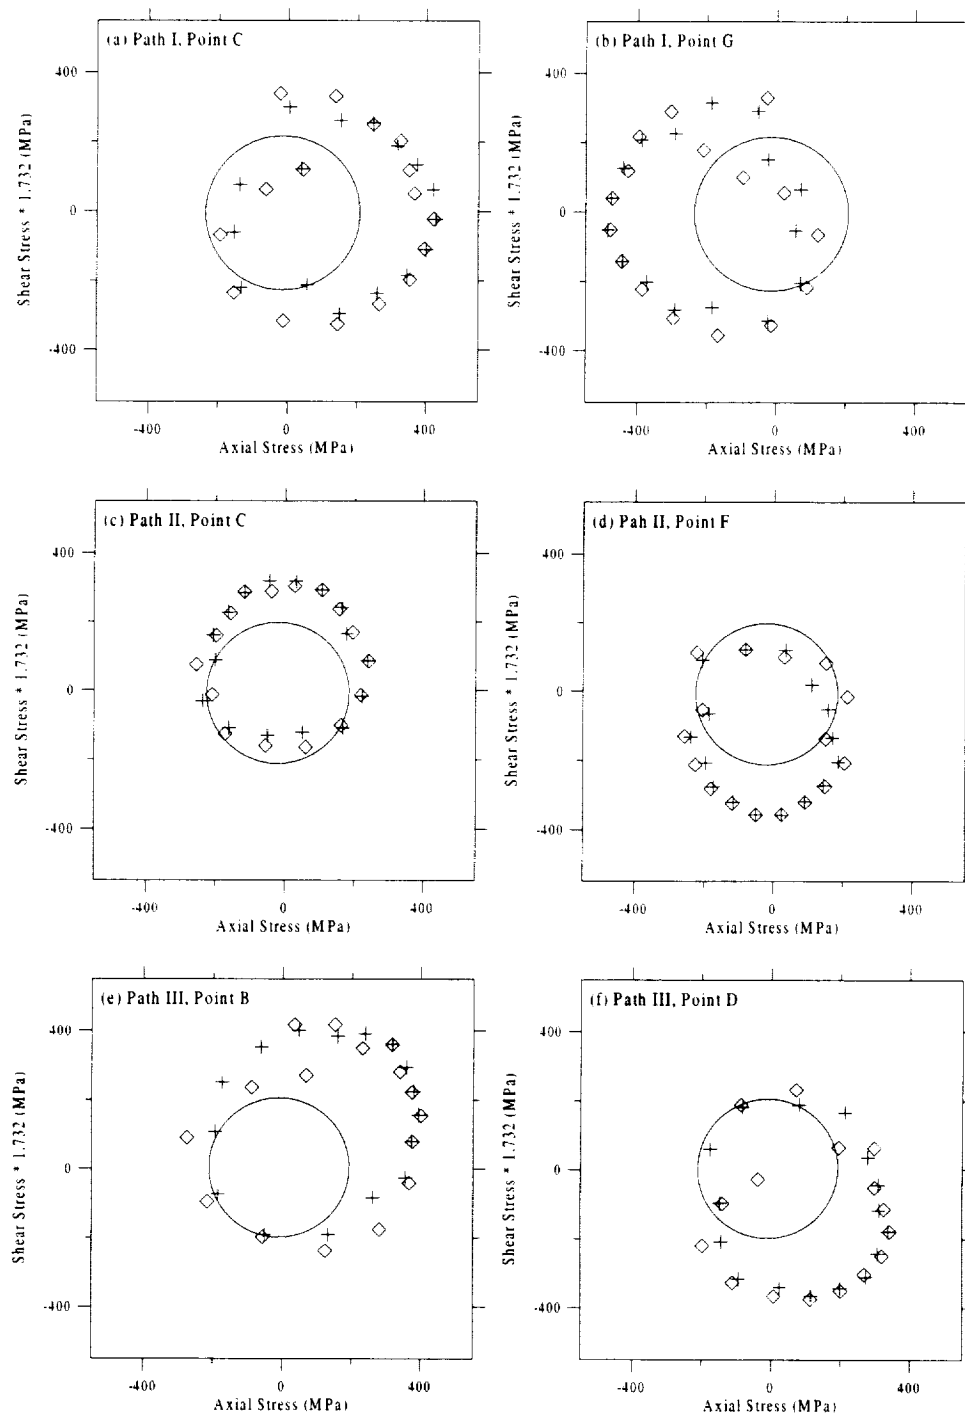 (a) Path I, Point C
400
0
-400
Shear Stress * 1.732 (MPa)
-400
0
400
Axial Stress (MPa)
(b) Path I, Point G
400
0
-400
Shear Stress * 1.732 (MPa)
-400
0
400
Axial Stress (MPa)
(c) Path II, Point C
400
0
-400
Shear Stress * 1.732 (MPa)
-400
0
400
Axial Stress (MPa)
(d) Pah II, Point F
400
0
-400
Shear Stress * 1.732 (MPa)
-400
0
400
Axial Stress (MPa)
(e) Path III, Point B
400
0
-400
Shear Stress * 1.732 (MPa)
-400
0
400
Axial Stress (MPa)
(f) Path III, Point D
400
0
-400
Shear Stress * 1.732 (MPa)
-400
0
400
Axial Stress (MPa)